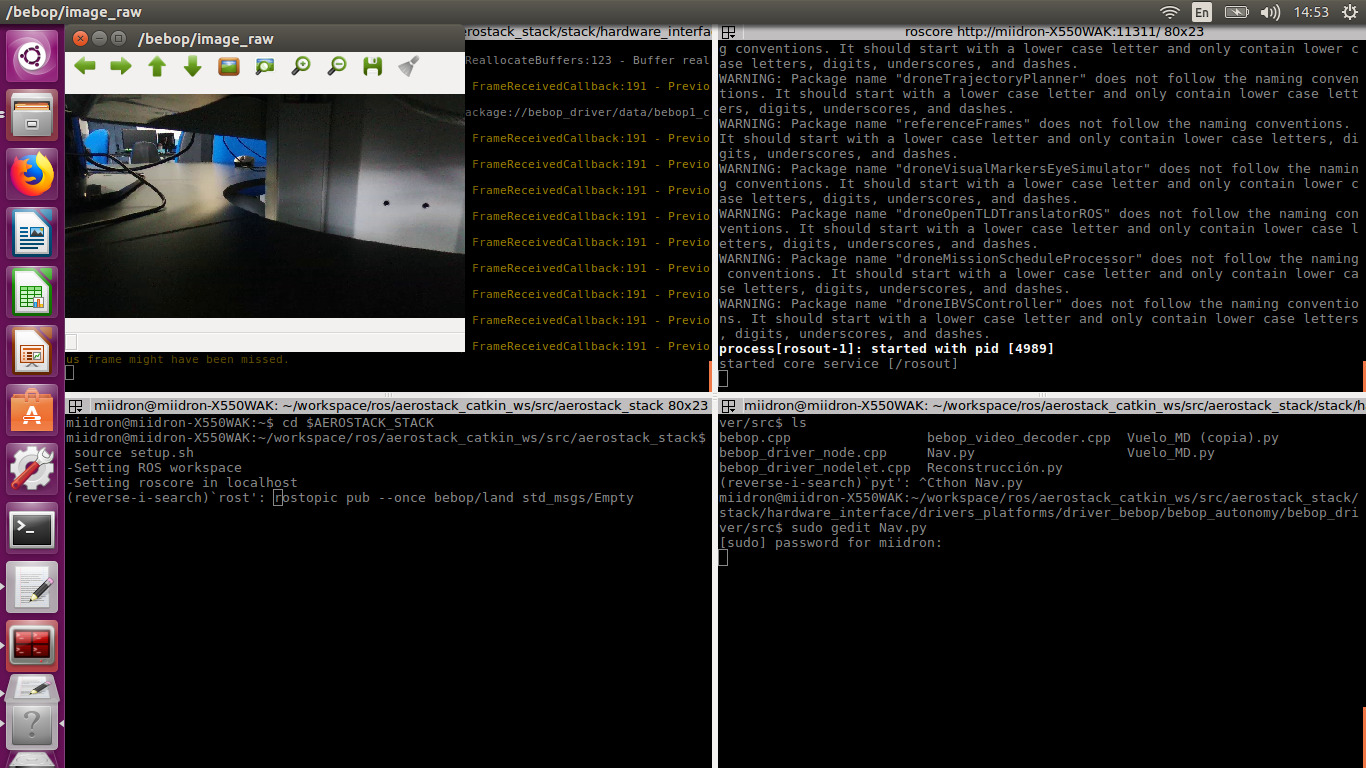 /bebop/image_raw
En
14:53
/bebop/image_raw
erostack_stack/stack/hardware_interfa
ReallocateBuffers:123 - Buffer real
FrameReceivedCallback:191 - Previo
ackage://bebop_driver/data/bebop1_c
FrameReceivedCallback:191 - Previo
FrameReceivedCallback:191 - Previo
FrameReceivedCallback:191 - Previo
FrameReceivedCallback:191 - Previo
FrameReceivedCallback:191 - Previo
FrameReceivedCallback:191 - Previo
FrameReceivedCallback:191 - Previo
FrameReceivedCallback:191 - Previo
FrameReceivedCallback:191 - Previo
us frame might have been missed.
roscore http://miidron-X550WAK:11311/ 80x23
g conventions. It should start with a lower case letter and only contain lower c
ase letters, digits, underscores, and dashes.
WARNING: Package name "droneTrajectoryPlanner" does not follow the naming conven
tions. It should start with a lower case letter and only contain lower case lett
ers, digits, underscores, and dashes.
WARNING: Package name "referenceFrames" does not follow the naming conventions.
It should start with a lower case letter and only contain lower case letters, di
gits, underscores, and dashes.
WARNING: Package name "droneVisualMarkersEyeSimulator" does not follow the namin
g conventions. It should start with a lower case letter and only contain lower c
ase letters, digits, underscores, and dashes.
WARNING: Package name "droneOpenTLDTranslatorROS" does not follow the naming con
ventions. It should start with a lower case letter and only contain lower case l
etters, digits, underscores, and dashes.
WARNING: Package name "droneMissionScheduleProcessor" does not follow the naming
 conventions. It should start with a lower case letter and only contain lower ca
se letters, digits, underscores, and dashes.
WARNING: Package name "droneIBVSController" does not follow the naming conventio
ns. It should start with a lower case letter and only contain lower case letters
, digits, underscores, and dashes.
process[rosout-1]: started with pid [4989]
started core service [/rosout]
miidron@miidron-X550WAK: ~/workspace/ros/aerostack_catkin_ws/src/aerostack_stack 80x23
miidron@miidron-X550WAK:~$ cd $AEROSTACK_STACK
miidron@miidron-X550WAK:~/workspace/ros/aerostack_catkin_ws/src/aerostack_stack$
 source setup.sh
-Setting ROS workspace
-Setting roscore in localhost
(reverse-i-search)`rost': rostopic pub --once bebop/land std_msgs/Empty
miidron@miidron-X550WAK: ~/workspace/ros/aerostack_catkin_ws/src/aerostack_stack/stack/h
ver/src$ ls
bebop.cpp bebop_video_decoder.cpp Vuelo_MD (copia).py
bebop_driver_node.cpp Nav.py Vuelo_MD.py
bebop_driver_nodelet.cpp Reconstrucción.py
(reverse-i-search)`pyt': ^Cthon Nav.py
miidron@miidron-X550WAK:~/workspace/ros/aerostack_catkin_ws/src/aerostack_stack/
stack/hardware_interface/drivers_platforms/driver_bebop/bebop_autonomy/bebop_dri
ver/src$ sudo gedit Nav.py
[sudo] password for miidron: